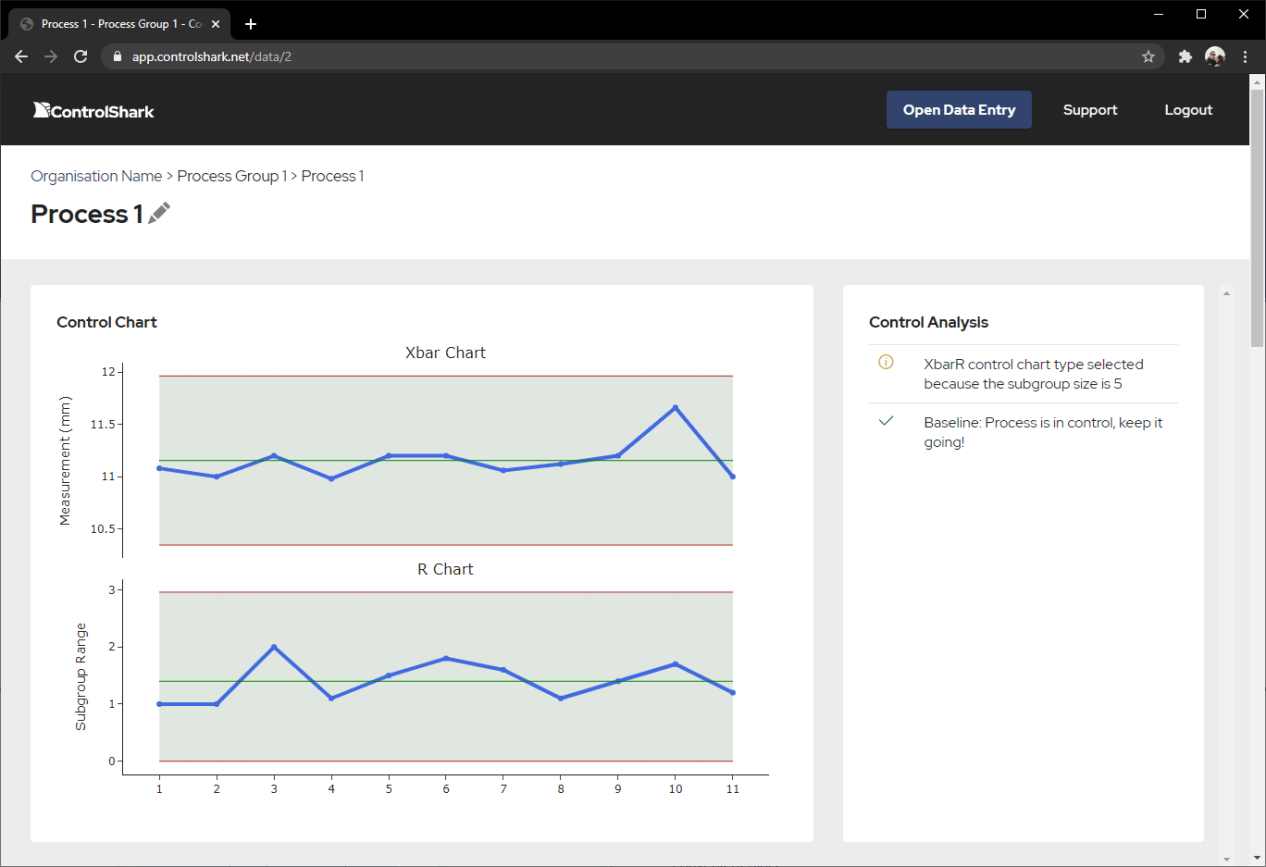 Process 1 - Process Group 1 - Co
app.controlshark.net/data/2
ControlShark
Open Data Entry
Support
Logout
Organisation Name > Process Group 1 > Process 1
Process 1
Control Chart
Xbar Chart
12
11.5
11
10.5
Measurement (mm)
R Chart
3
2
1
0
Subgroup Range
1 2 3 4 5 6 7 8 9 10 11
Control Analysis
XbarR control chart type selected
because the subgroup size is 5
Baseline: Process is in control, keep it
going!